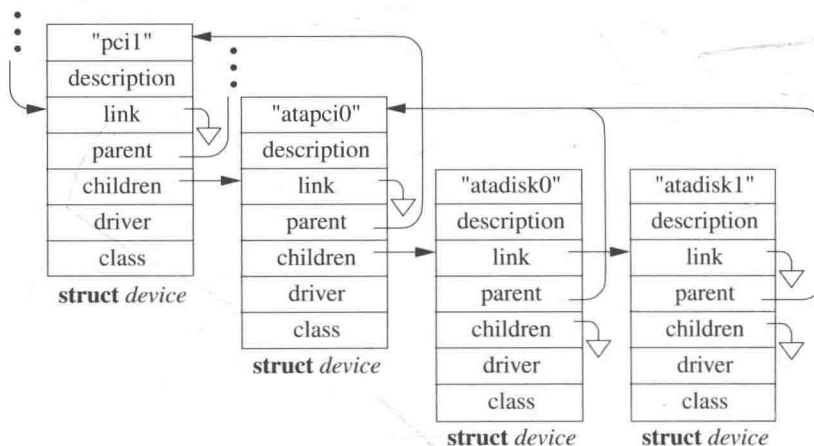 "pci1"
description
link
parent
children
driver
class
struct device
"atapci0"
description
link
parent
children
driver
class
struct device
"atadisk0"
description
link
parent
children
driver
class
struct device
"atadisk1"
description
link
parent
children
driver
class
struct device